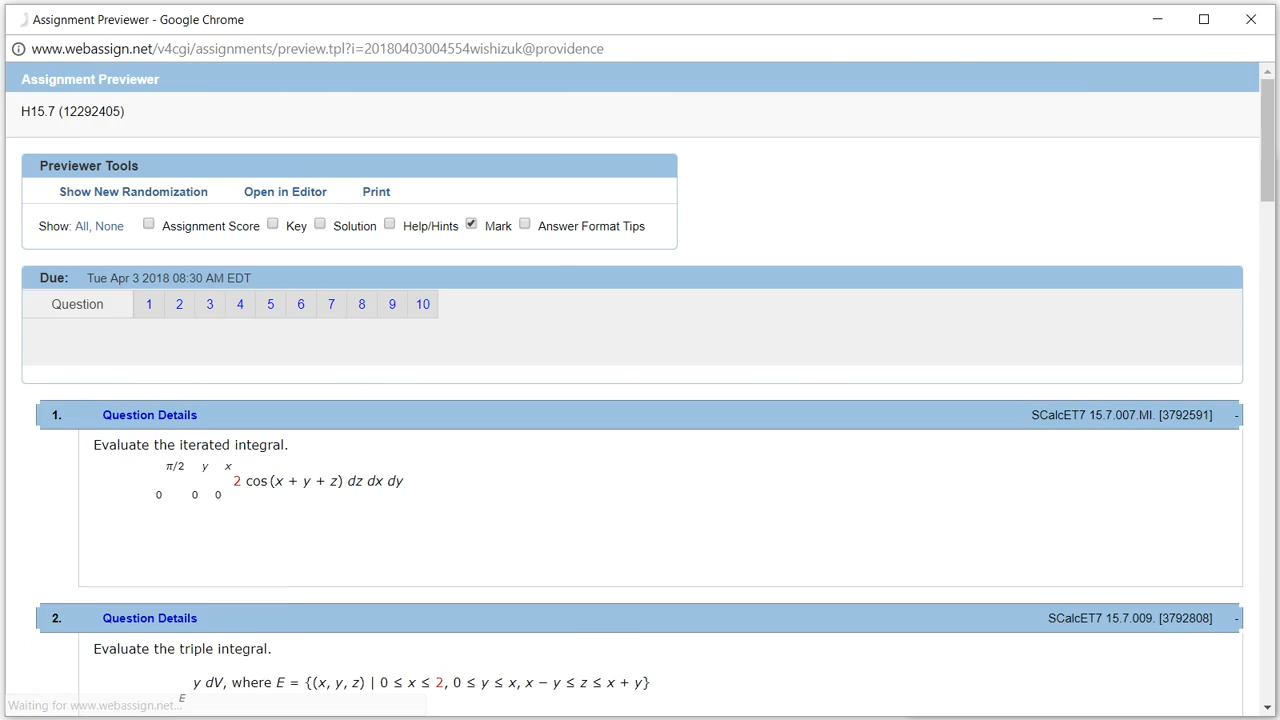 Assignment Previewer - Google Chrome
www.webassign.net/v4cgi/assignments/preview.tpl?i=20180403004554wishizuk@providence
Assignment Previewer
H15.7 (12292405)
Previewer Tools
Show New Randomization Open in Editor Print
Show: All, None Assignment Score Key Solution Help/Hints Mark Answer Format Tips
Due: Tue Apr 3 2018 08:30 AM EDT
Question 1 2 3 4 5 6 7 8 9 10
1. Question Details SCalcET7 15.7.007.MI. [3792591] -
Evaluate the iterated integral.
π/2 y x
2 cos(x + y + z) dz dx dy
0 0 0
2. Question Details SCalcET7 15.7.009. [3792808] -
Evaluate the triple integral.
y dV, where E = {(x, y, z) | 0 ≤ x ≤ 2, 0 ≤ y ≤ x, x − y ≤ z ≤ x + y}
E
Waiting for www.webassign.net...